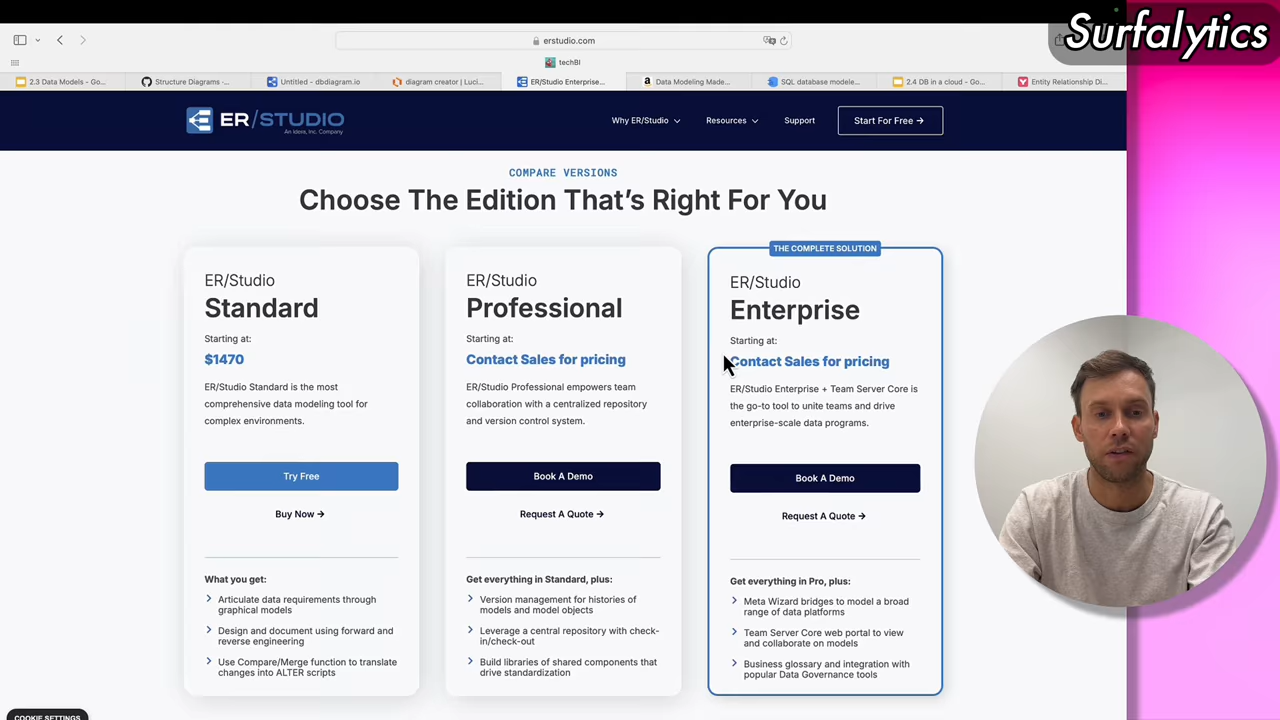 Surfalytics
erstudio.com
techBI
2.3 Data Models - Go...
Structure Diagrams -...
Untitled - dbdiagram.io
diagram creator | Luci...
ER/Studio Enterprise...
Data Modeling Made...
SQL database modele...
2.4 DB in a cloud - Go...
Entity Relationship Di...
ER/STUDIO
An Idera, Inc. Company
Why ER/Studio
Resources
Support
Start For Free →
COMPARE VERSIONS
Choose The Edition That's Right For You
ER/Studio
Standard
Starting at:
$1470
ER/Studio Standard is the most
comprehensive data modeling tool for
complex environments.
Try Free
Buy Now →
What you get:
Articulate data requirements through
graphical models
Design and document using forward and
reverse engineering
Use Compare/Merge function to translate
changes into ALTER scripts
ER/Studio
Professional
Starting at:
Contact Sales for pricing
ER/Studio Professional empowers team
collaboration with a centralized repository
and version control system.
Book A Demo
Request A Quote →
Get everything in Standard, plus:
Version management for histories of
models and model objects
Leverage a central repository with check-
in/check-out
Build libraries of shared components that
drive standardization
THE COMPLETE SOLUTION
ER/Studio
Enterprise
Starting at:
Contact Sales for pricing
ER/Studio Enterprise + Team Server Core is
the go-to tool to unite teams and drive
enterprise-scale data programs.
Book A Demo
Request A Quote →
Get everything in Pro, plus:
Meta Wizard bridges to model a broad
range of data platforms
Team Server Core web portal to view
and collaborate on models
Business glossary and integration with
popular Data Governance tools
COOKIE SETTINGS